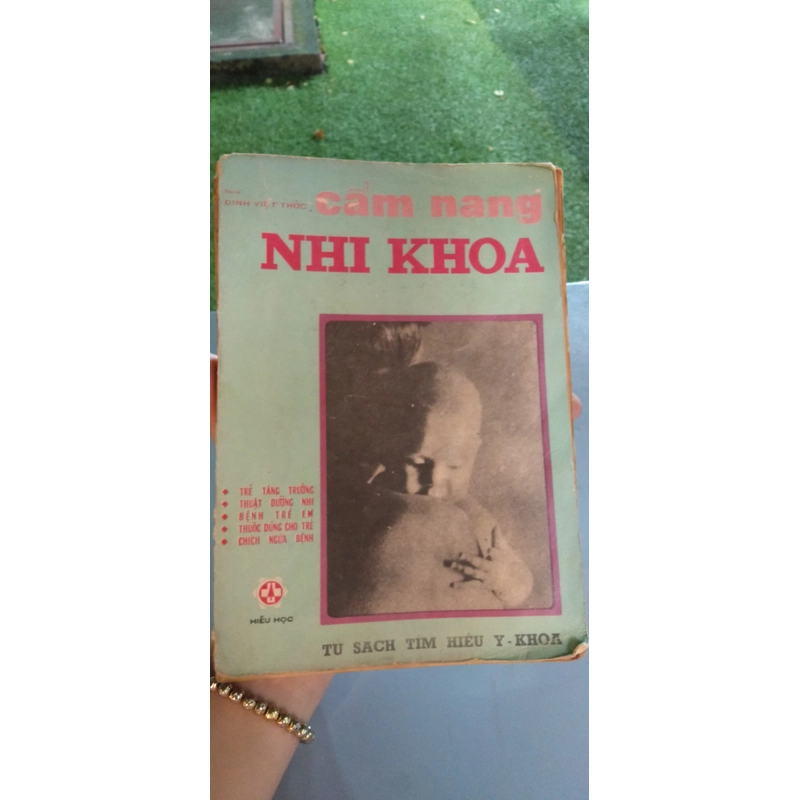 ĐINH VIỆT THỨC
cẩm nang
NHI KHOA
TRẺ TĂNG TRƯỞNG
THUẬT DƯỠNG NHI
BỆNH TRẺ EM
THUỐC DÙNG CHO TRẺ
CHÍCH NGỪA BỆNH
HIẾU HỌC
TỦ SÁCH TÌM HIỂU Y-KHOA